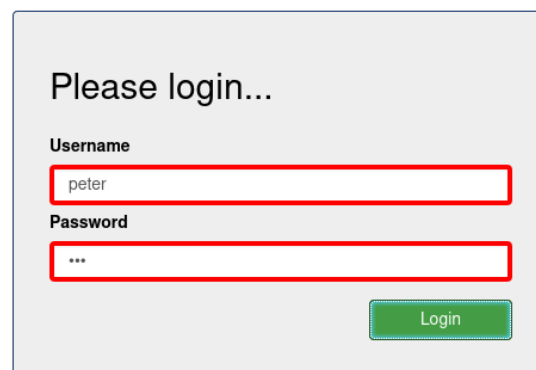 Please login...
Username
peter
Password
•••
Login